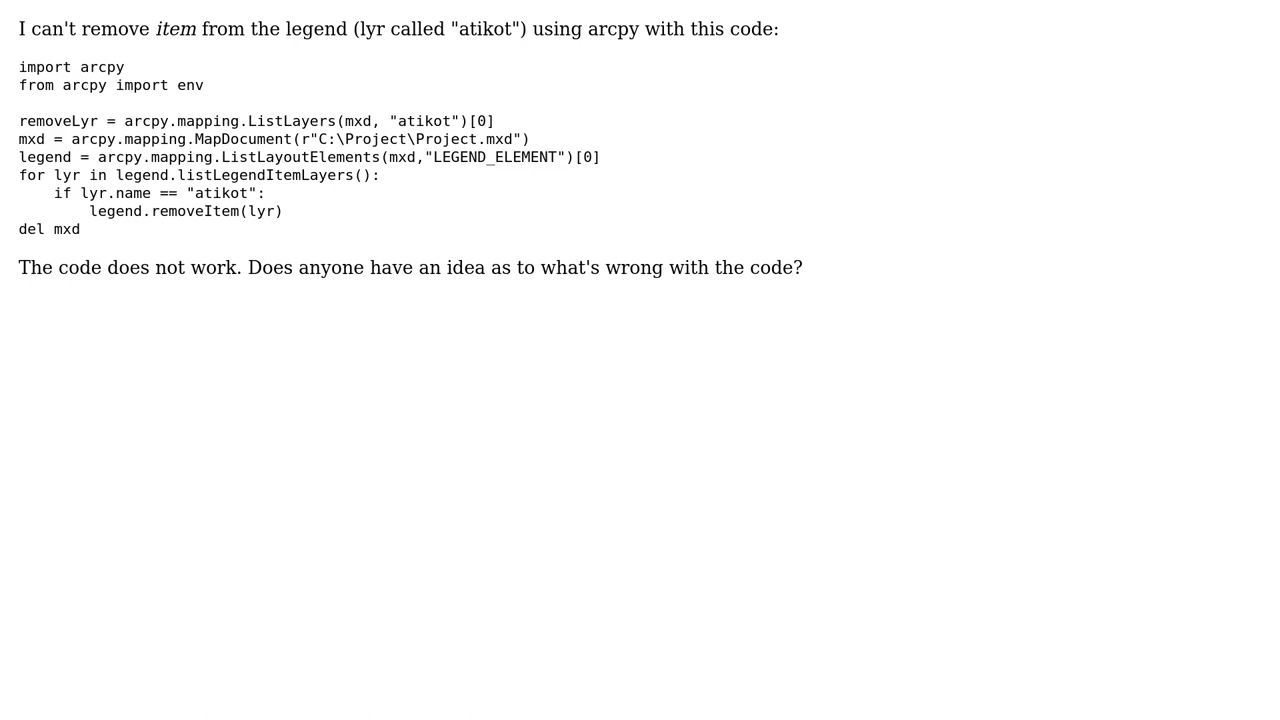 I can't remove item from the legend (lyr called "atikot") using arcpy with this code:
import arcpy
from arcpy import env
removeLyr = arcpy.mapping.ListLayers(mxd, "atikot")[0]
mxd = arcpy.mapping.MapDocument(r"C:\Project\Project.mxd")
legend = arcpy.mapping.ListLayoutElements(mxd,"LEGEND_ELEMENT")[0]
for lyr in legend.listLegendItemLayers():
    if lyr.name == "atikot":
        legend.removeItem(lyr)
del mxd
The code does not work. Does anyone have an idea as to what's wrong with the code?